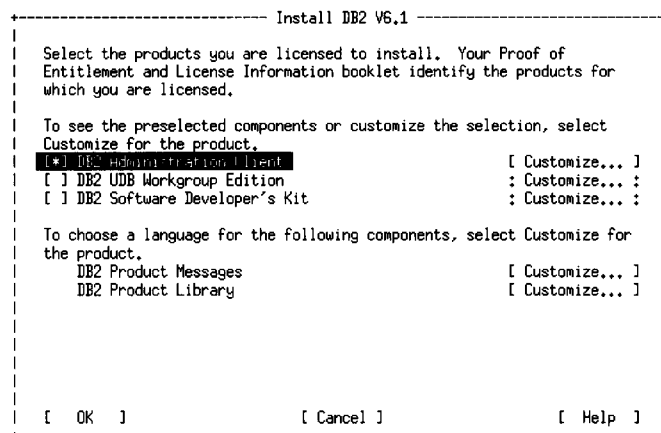 Install DB2 V6.1
Select the products you are licensed to install. Your Proof of
Entitlement and License Information booklet identify the products for
which you are licensed.
To see the preselected components or customize the selection, select
Customize for the product.
[*] DB2 Administration Client [ Customize... ]
[ ] DB2 UDB Workgroup Edition : Customize... :
[ ] DB2 Software Developer's Kit : Customize... :
To choose a language for the following components, select Customize for
the product.
DB2 Product Messages [ Customize... ]
DB2 Product Library [ Customize... ]
[ OK ] [ Cancel ] [ Help ]